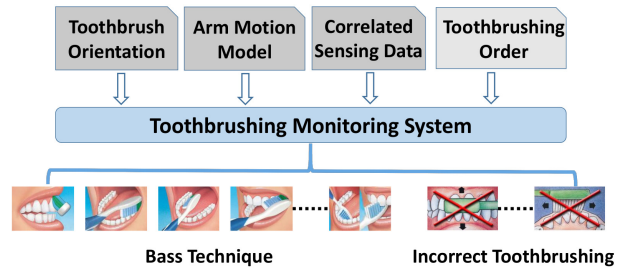 Toothbrush
Orientation
Arm Motion
Model
Correlated
Sensing Data
Toothbrushing
Order
Toothbrushing Monitoring System
Bass Technique
Incorrect Toothbrushing